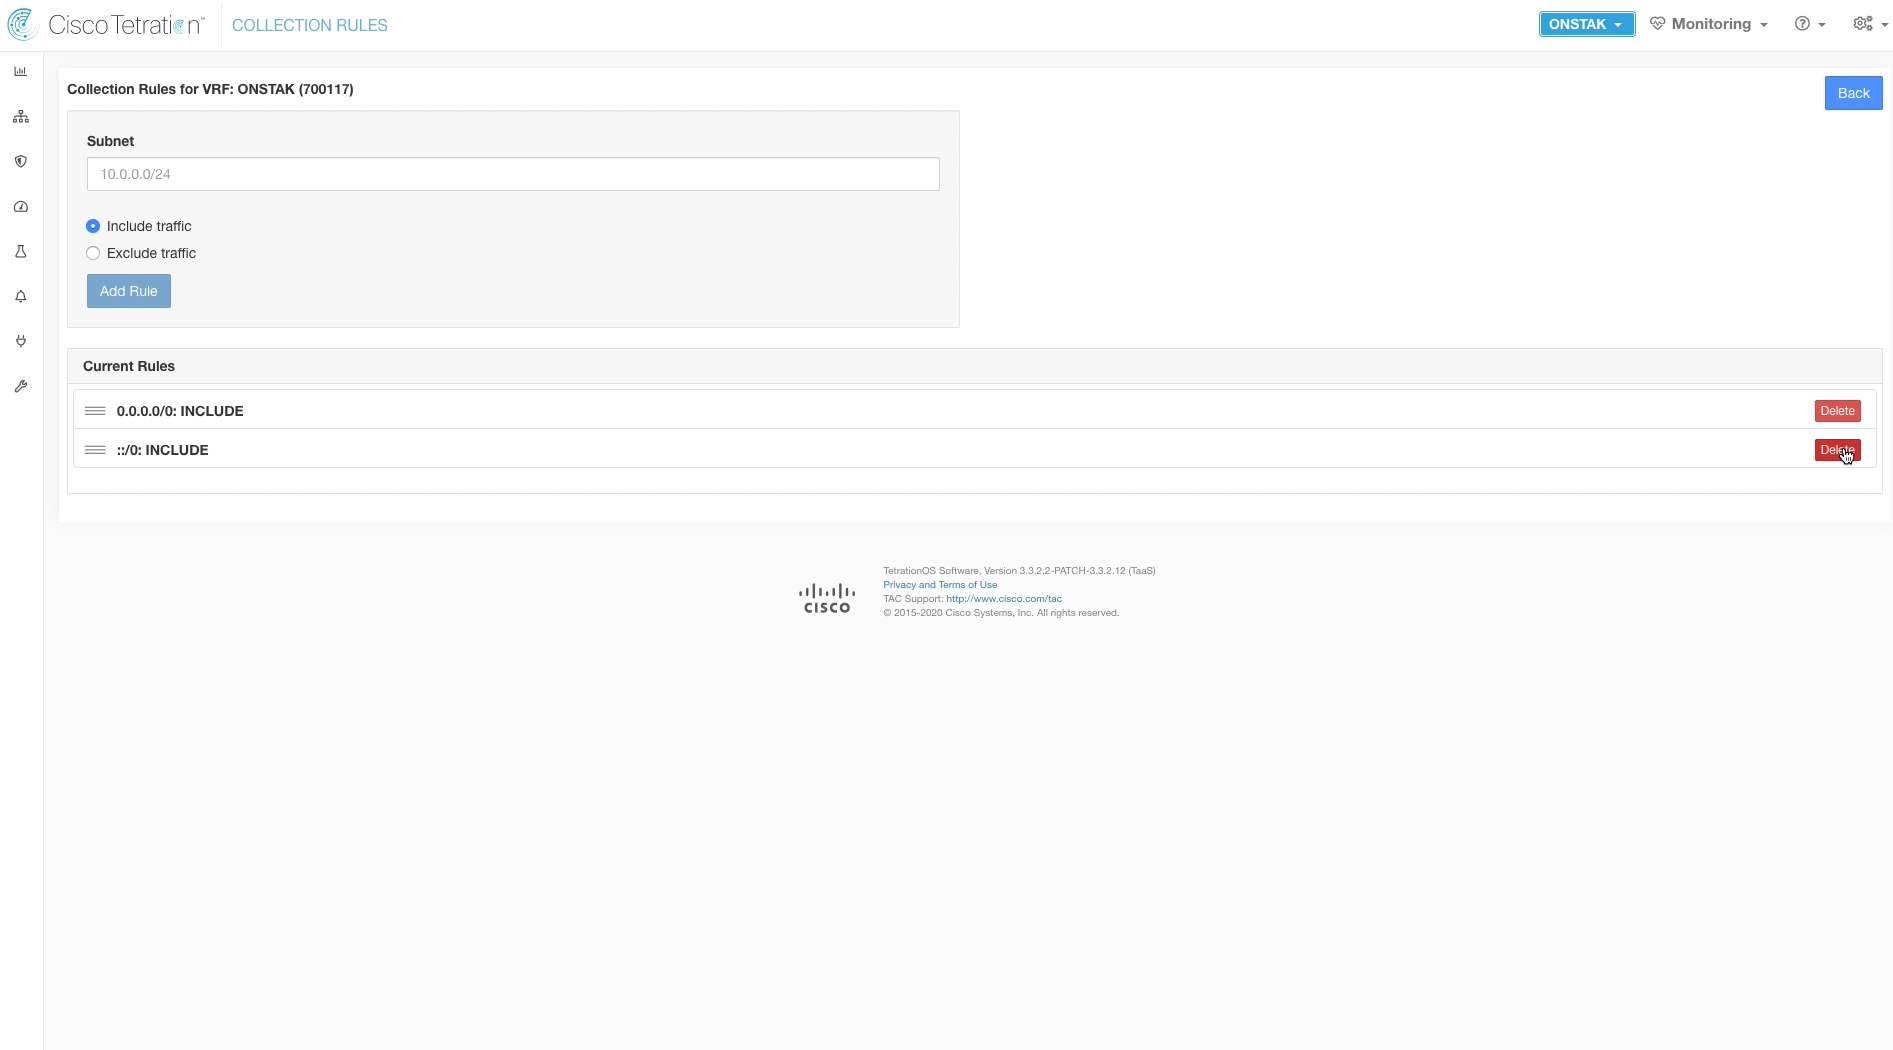 Cisco Tetration™
COLLECTION RULES
ONSTAK
Monitoring
Collection Rules for VRF: ONSTAK (700117)
Back
Subnet
10.0.0.0/24
Include traffic
Exclude traffic
Add Rule
Current Rules
0.0.0.0/0: INCLUDE
Delete
::/0: INCLUDE
Delete
TetrationOS Software, Version 3.3.2.2-PATCH-3.3.2.12 (TaaS)
Privacy and Terms of Use
TAC Support: http://www.cisco.com/tac
© 2015-2020 Cisco Systems, Inc. All rights reserved.
CISCO